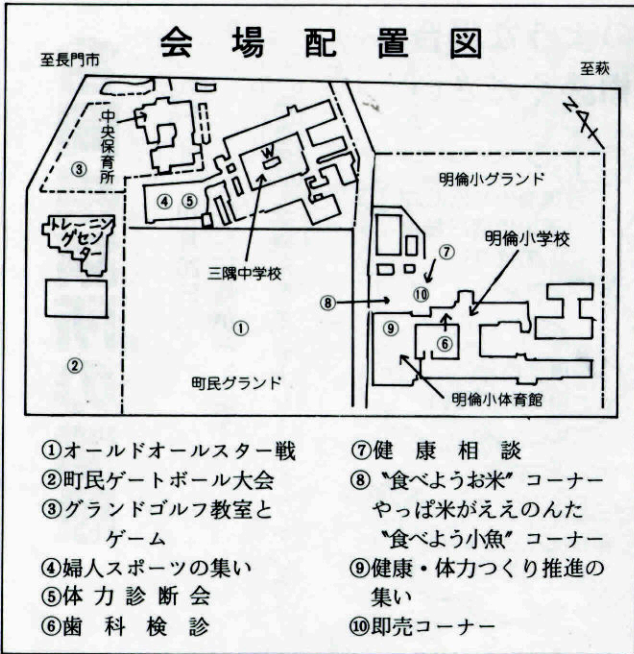 会場配置図
至長門市
至萩
N
中央保育所
③
④⑤
W
三隅中学校
トレーニン
グセン
ター
②
①
町民グランド
明倫小グランド
⑦
明倫小学校
⑧
⑩
⑨
⑥
明倫小体育館
①オールドオールスター戦
②町民ゲートボール大会
③グランドゴルフ教室と
ゲーム
④婦人スポーツの集い
⑤体力診断会
⑥歯科検診
⑦健康相談
⑧〝食べようお米〟コーナー
やっぱ米がええのんた
〝食べよう小魚〟コーナー
⑨健康・体力つくり推進の
集い
⑩即売コーナー